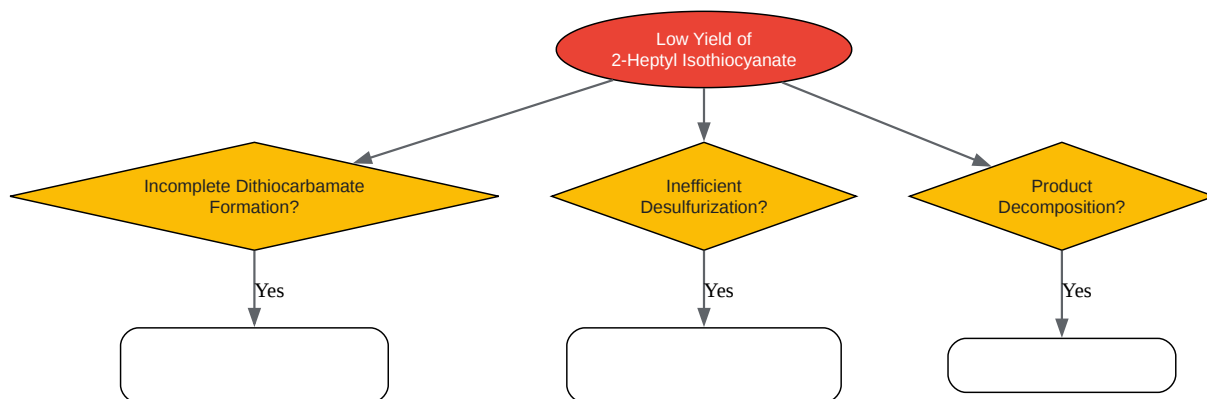 Low Yield of
2-Heptyl Isothiocyanate
Incomplete Dithiocarbamate
Formation?
Inefficient
Desulfurization?
Product
Decomposition?
Yes
Yes
Yes